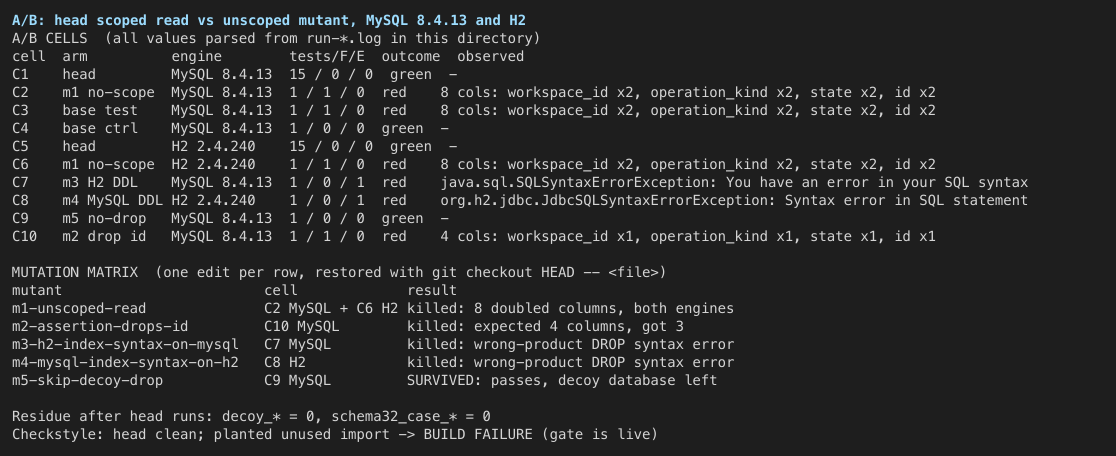 A/B: head scoped read vs unscoped mutant, MySQL 8.4.13 and H2
A/B CELLS  (all values parsed from run-*.log in this directory)
cell  arm          engine        tests/F/E  outcome  observed
C1    head         MySQL 8.4.13  15 / 0 / 0  green  –
C2    m1 no-scope  MySQL 8.4.13  1 / 1 / 0  red    8 cols: workspace_id x2, operation_kind x2, state x2, id x2
C3    base test    MySQL 8.4.13  1 / 1 / 0  red    8 cols: workspace_id x2, operation_kind x2, state x2, id x2
C4    base ctrl    MySQL 8.4.13  1 / 0 / 0  green  –
C5    head         H2 2.4.240    15 / 0 / 0  green  –
C6    m1 no-scope  H2 2.4.240    1 / 1 / 0  red    8 cols: workspace_id x2, operation_kind x2, state x2, id x2
C7    m3 H2 DDL    MySQL 8.4.13  1 / 0 / 1  red    java.sql.SQLSyntaxErrorException: You have an error in your SQL syntax
C8    m4 MySQL DDL H2 2.4.240    1 / 0 / 1  red    org.h2.jdbc.JdbcSQLSyntaxErrorException: Syntax error in SQL statement
C9    m5 no-drop   MySQL 8.4.13  1 / 0 / 0  green  –
C10   m2 drop id   MySQL 8.4.13  1 / 1 / 0  red    4 cols: workspace_id x1, operation_kind x1, state x1, id x1
MUTATION MATRIX  (one edit per row, restored with git checkout HEAD -- <file>)
mutant               cell        result
m1-unscoped-read     C2 MySQL + C6 H2 killed: 8 doubled columns, both engines
m2-assertion-drops-id  C10 MySQL   killed: expected 4 columns, got 3
m3-h2-index-syntax-on-mysql  C7 MySQL    killed: wrong-product DROP syntax error
m4-mysql-index-syntax-on-h2  C8 H2       killed: wrong-product DROP syntax error
m5-skip-decoy-drop   C9 MySQL    SURVIVED: passes, decoy database left
Residue after head runs: decoy_* = 0, schema32_case_* = 0
Checkstyle: head clean; planted unused import -> BUILD FAILURE (gate is live)